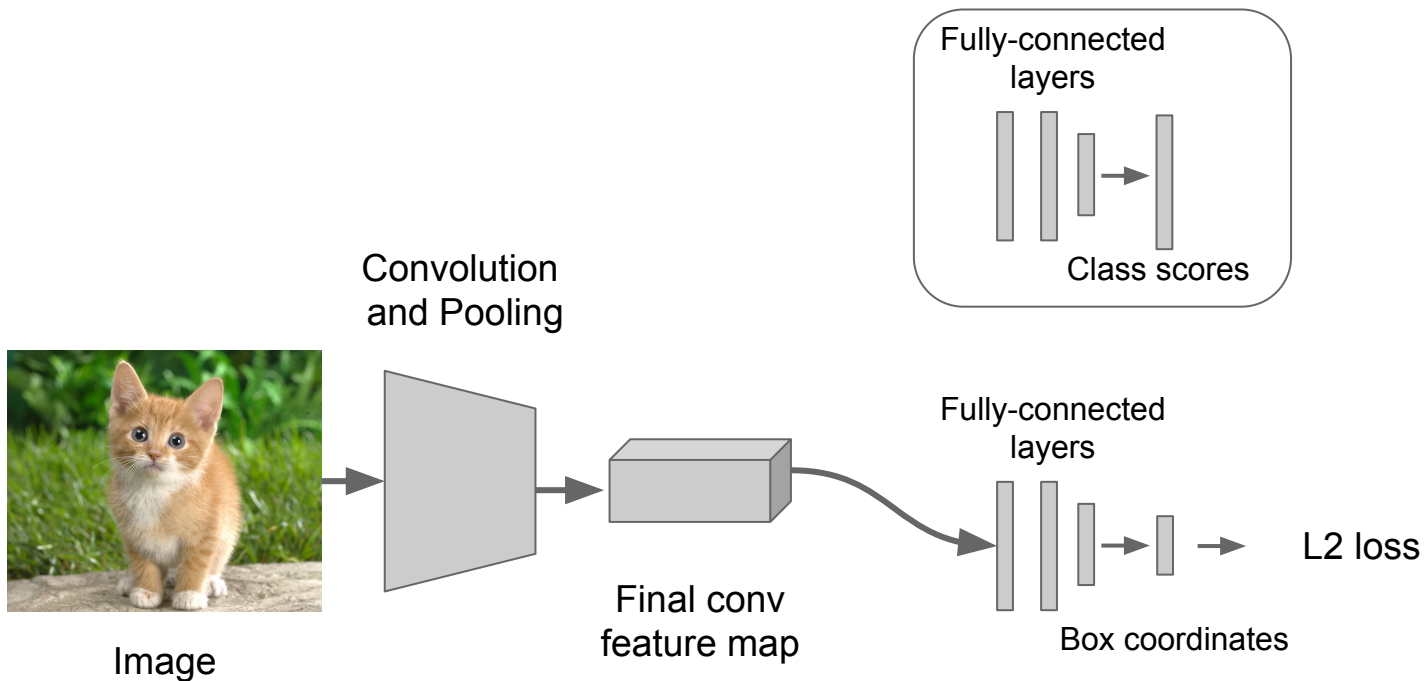 Fully-connected
layers
Class scores
Convolution
and Pooling
Fully-connected
layers
L2 loss
Final conv
feature map
Box coordinates
Image